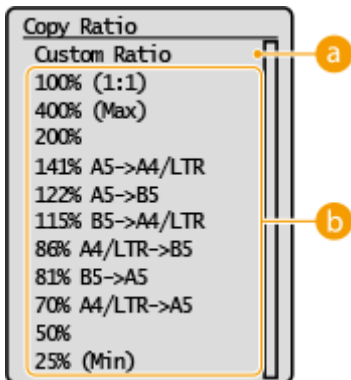 Copy Ratio
Custom Ratio
a
100% (1:1)
400% (Max)
200%
141% A5->A4/LTR
122% A5->B5
115% B5->A4/LTR
b
86% A4/LTR->B5
81% B5->A5
70% A4/LTR->A5
50%
25% (Min)